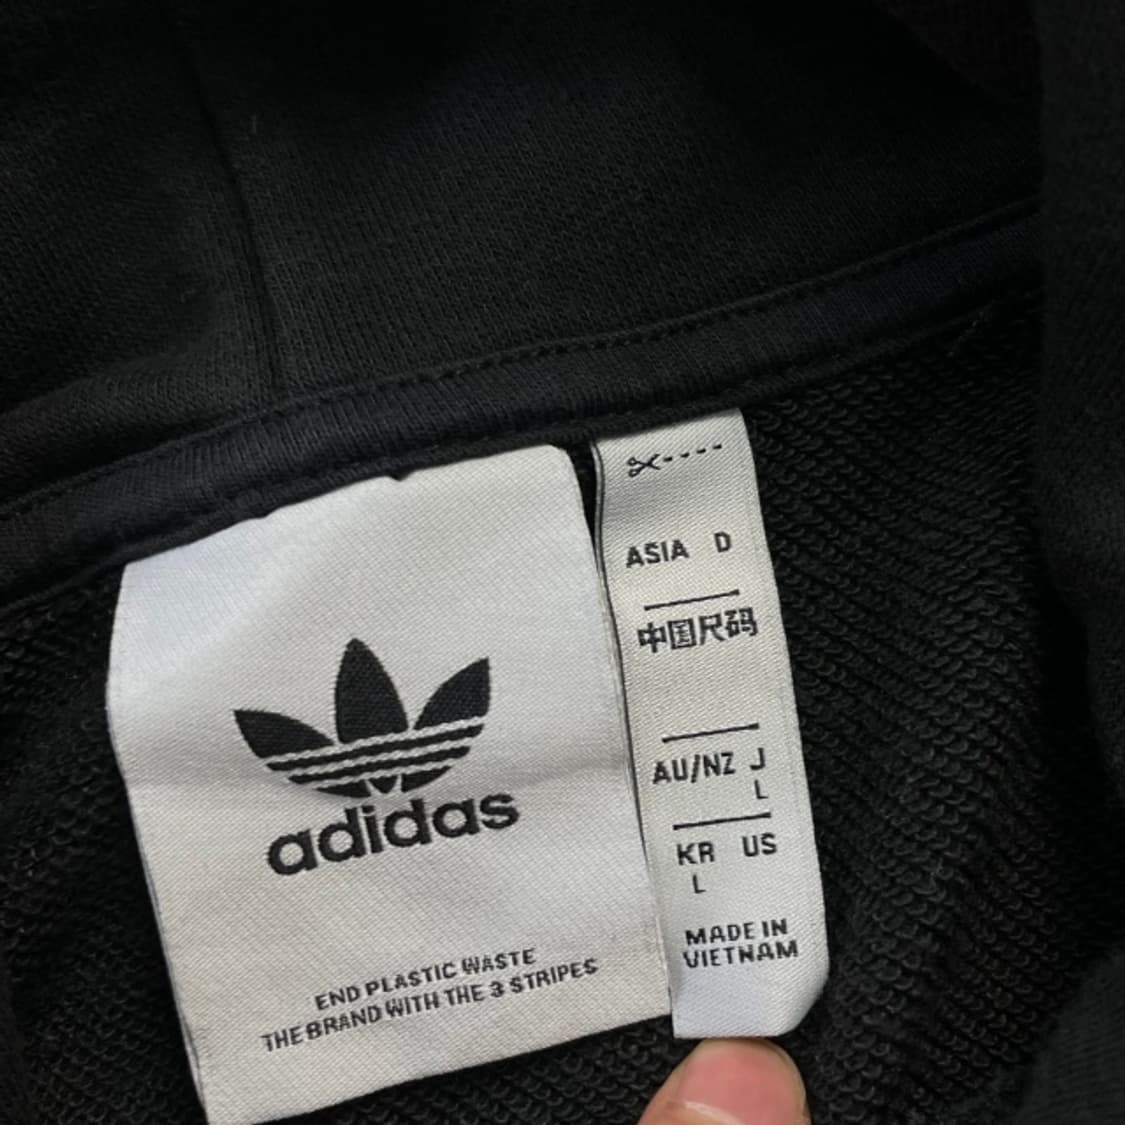 adidas
END PLASTIC WASTE
THE BRAND WITH THE 3 STRIPES
ASIA D
中国尺码
AU/NZ J
L
KR US
L
MADE IN
VIETNAM